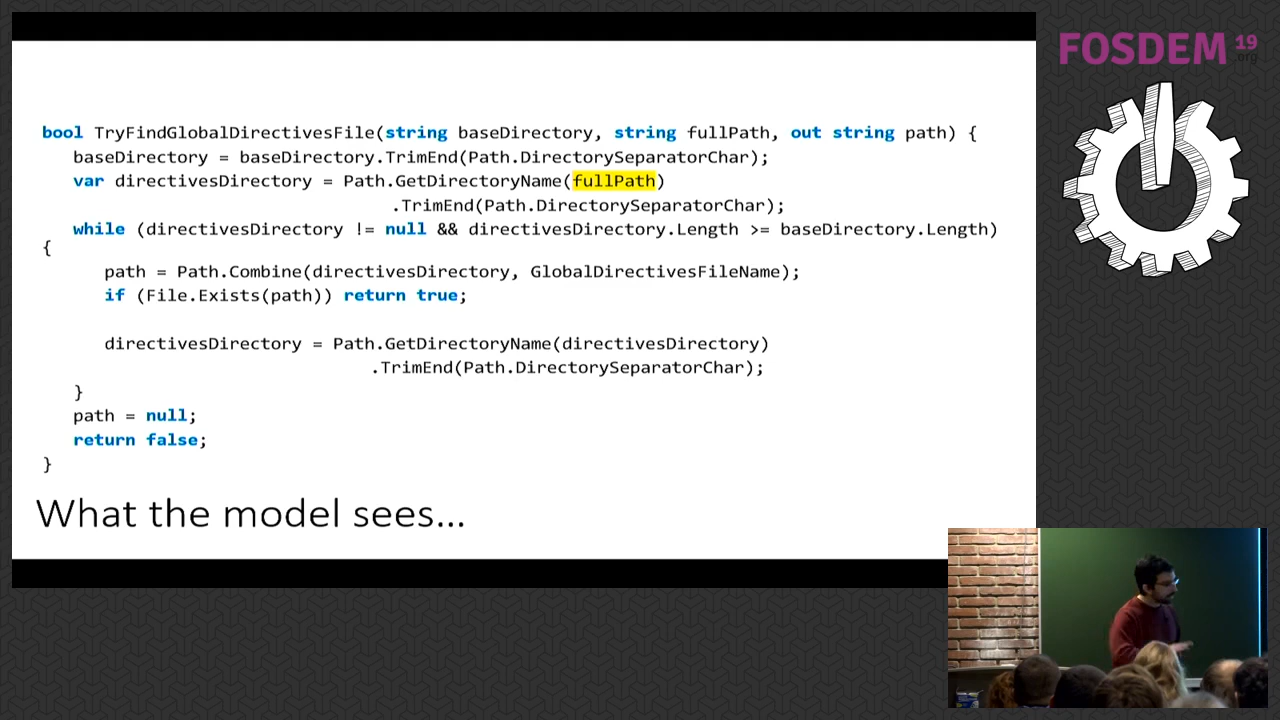 FOSDEM 19
.org
bool TryFindGlobalDirectivesFile(string baseDirectory, string fullPath, out string path) {
baseDirectory = baseDirectory.TrimEnd(Path.DirectorySeparatorChar);
var directivesDirectory = Path.GetDirectoryName(fullPath)
.TrimEnd(Path.DirectorySeparatorChar);
while (directivesDirectory != null && directivesDirectory.Length >= baseDirectory.Length)
{
path = Path.Combine(directivesDirectory, GlobalDirectivesFileName);
if (File.Exists(path)) return true;
directivesDirectory = Path.GetDirectoryName(directivesDirectory)
.TrimEnd(Path.DirectorySeparatorChar);
}
path = null;
return false;
}
What the model sees...